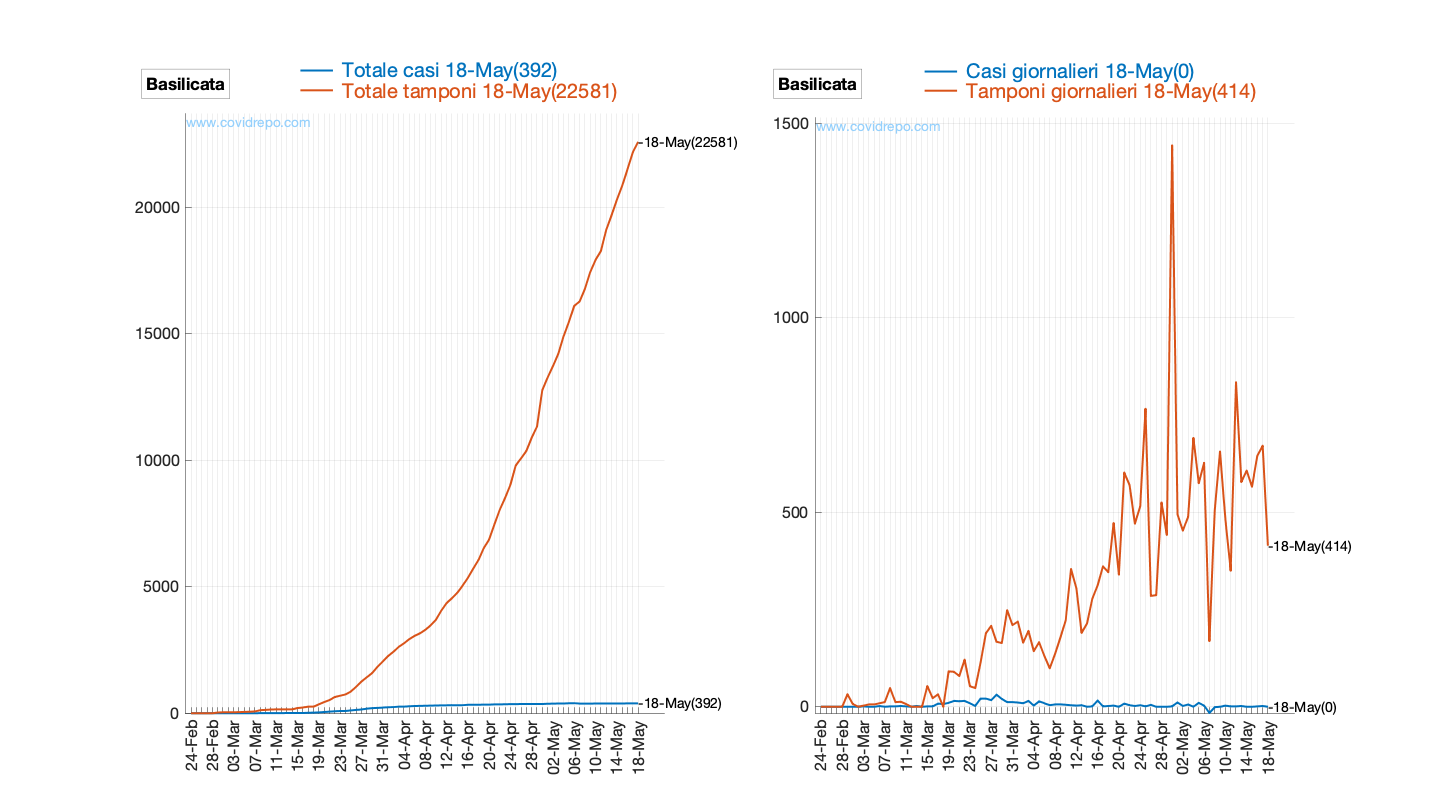 Basilicata
Totale casi 18-May(392)
Totale tamponi 18-May(22581)
www.covidrepo.com
18-May(22581)
20000
15000
10000
5000
0
18-May(392)
24-Feb
28-Feb
03-Mar
07-Mar
11-Mar
15-Mar
19-Mar
23-Mar
27-Mar
31-Mar
04-Apr
08-Apr
12-Apr
16-Apr
20-Apr
24-Apr
28-Apr
02-May
06-May
10-May
14-May
18-May
Basilicata
Casi giornalieri 18-May(0)
Tamponi giornalieri 18-May(414)
www.covidrepo.com
1500
1000
500
0
18-May(414)
18-May(0)
24-Feb
28-Feb
03-Mar
07-Mar
11-Mar
15-Mar
19-Mar
23-Mar
27-Mar
31-Mar
04-Apr
08-Apr
12-Apr
16-Apr
20-Apr
24-Apr
28-Apr
02-May
06-May
10-May
14-May
18-May